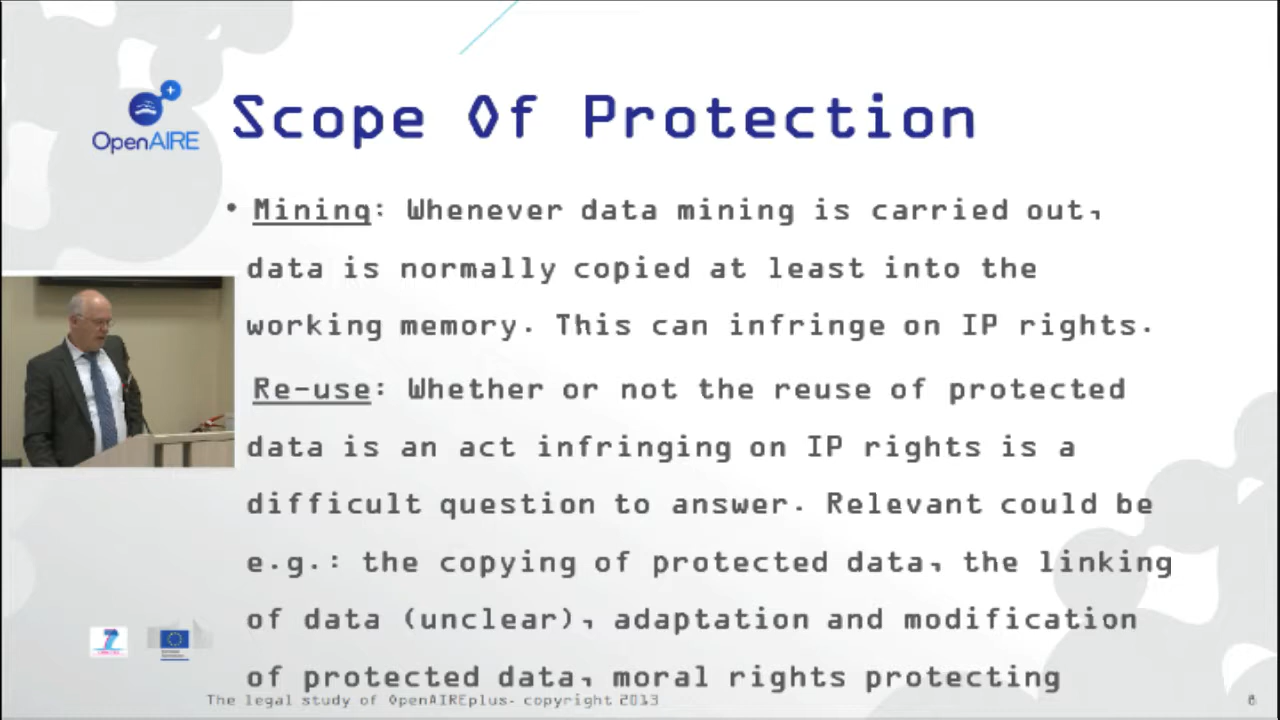 OpenAIRE
Scope Of Protection
• Mining: Whenever data mining is carried out,
data is normally copied at least into the
working memory. This can infringe on IP rights.
Re-use: Whether or not the reuse of protected
data is an act infringing on IP rights is a
difficult question to answer. Relevant could be
e.g.: the copying of protected data, the linking
of data (unclear), adaptation and modification
of protected data, moral rights protecting
The legal study of OpenAIREplus- copyright 2013
8